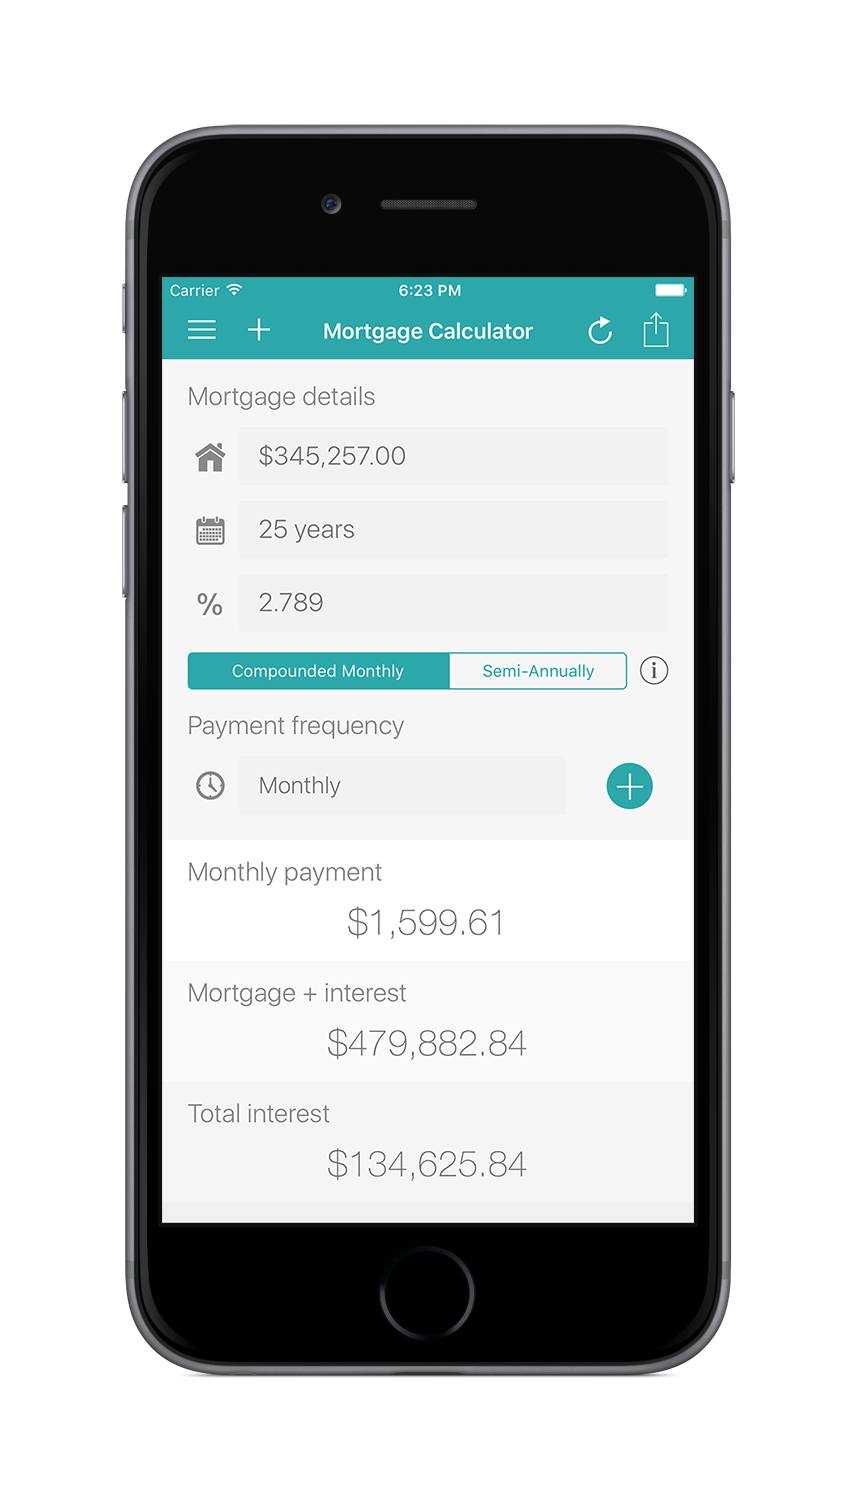 Carrier 6:23 PM
Mortgage Calculator
Mortgage details
$345,257.00
25 years
% 2.789
Compounded Monthly Semi-Annually i
Payment frequency
Monthly
Monthly payment
$1,599.61
Mortgage + interest
$479,882.84
Total interest
$134,625.84